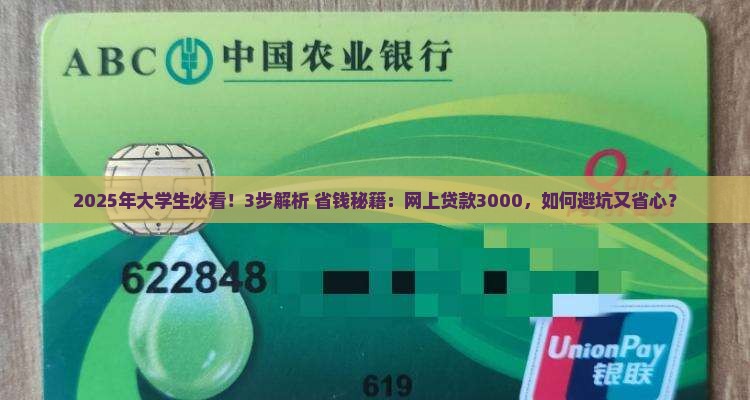 ABC 中国农业银行
2025年大学生必看！3步解析 省钱秘籍：网上贷款3000，如何避坑又省心？
622848
619
UnionPay
银联